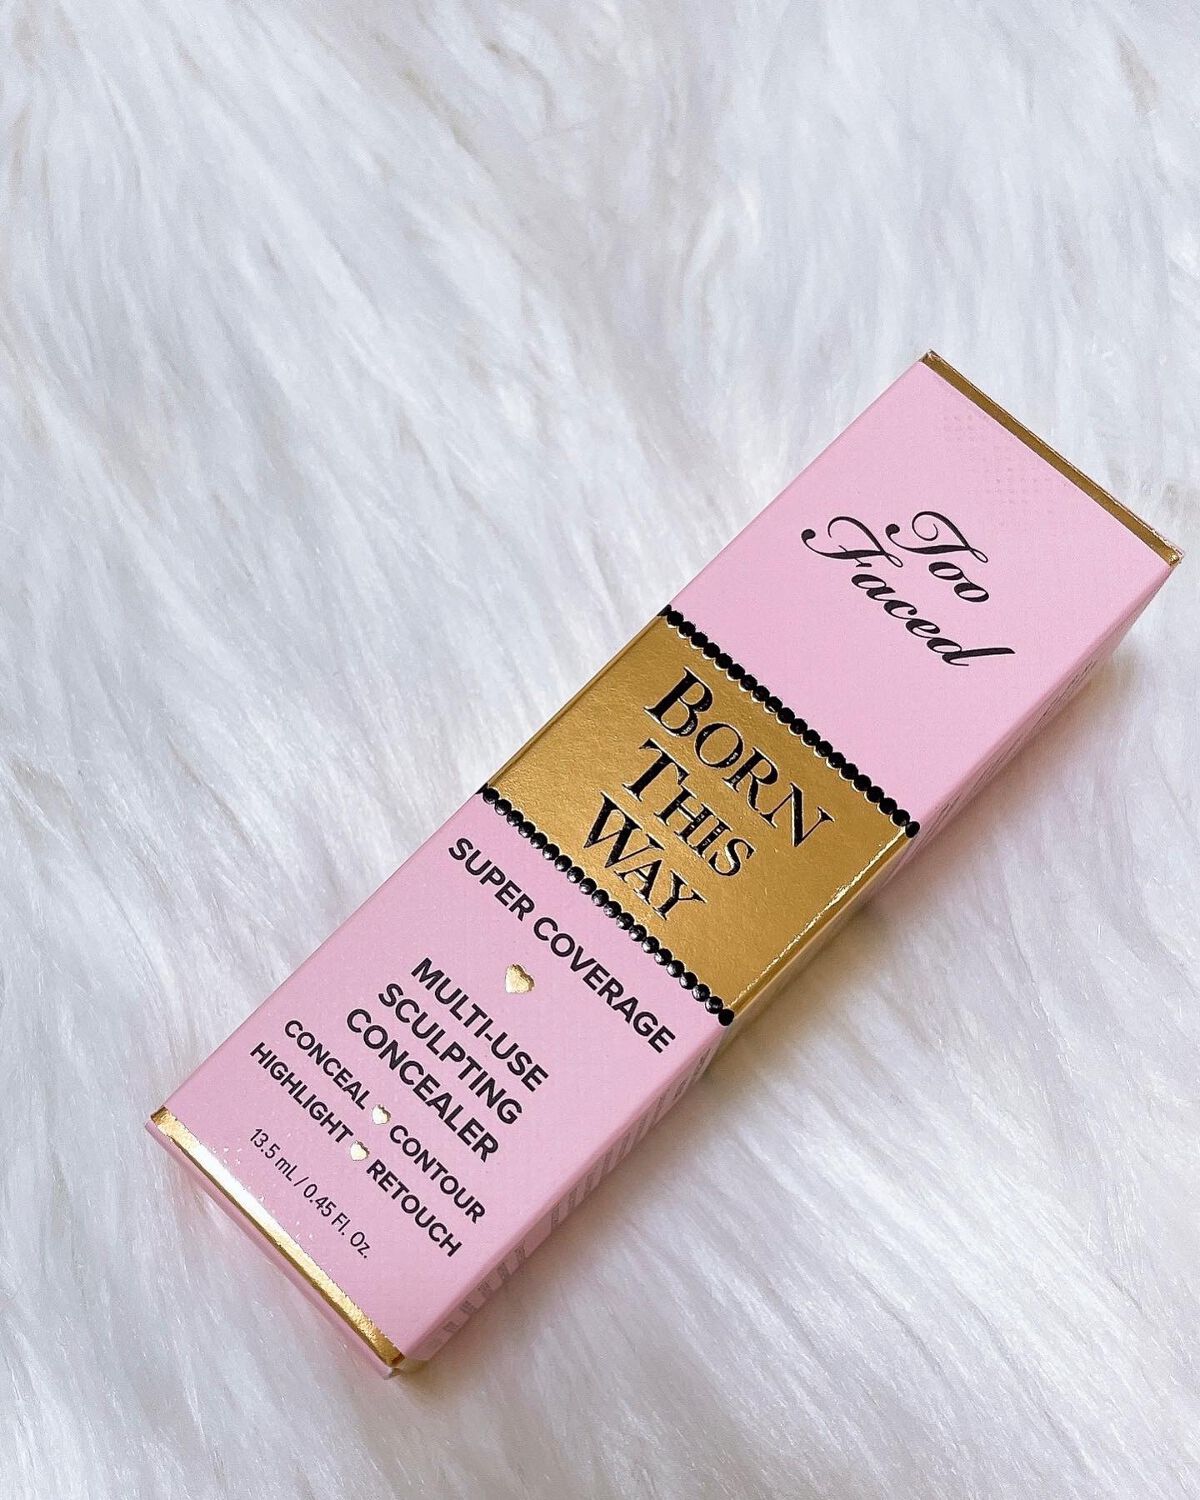 Too
Faced
BORN
THIS
WAY
SUPER COVERAGE
MULTI-USE
SCULPTING
CONCEALER
CONCEAL CONTOUR
HIGHLIGHT RETOUCH
13.5 mL / 0.45 Fl. Oz.